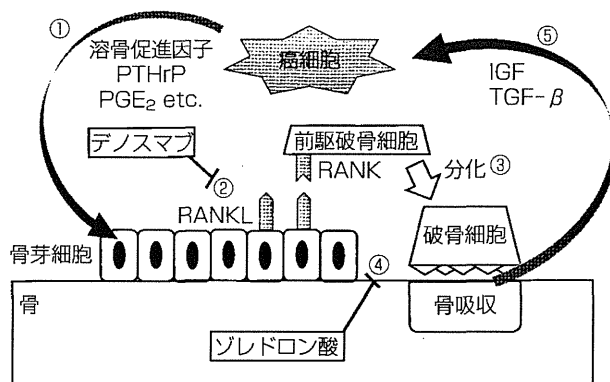 ①
溶骨促進因子
PTHrP
PGE₂ etc.
癌細胞
⑤
IGF
TGF-β
デノスマブ
②
前駆破骨細胞
RANK
分化③
RANKL
骨芽細胞
破骨細胞
④
骨
骨吸収
ゾレドロン酸